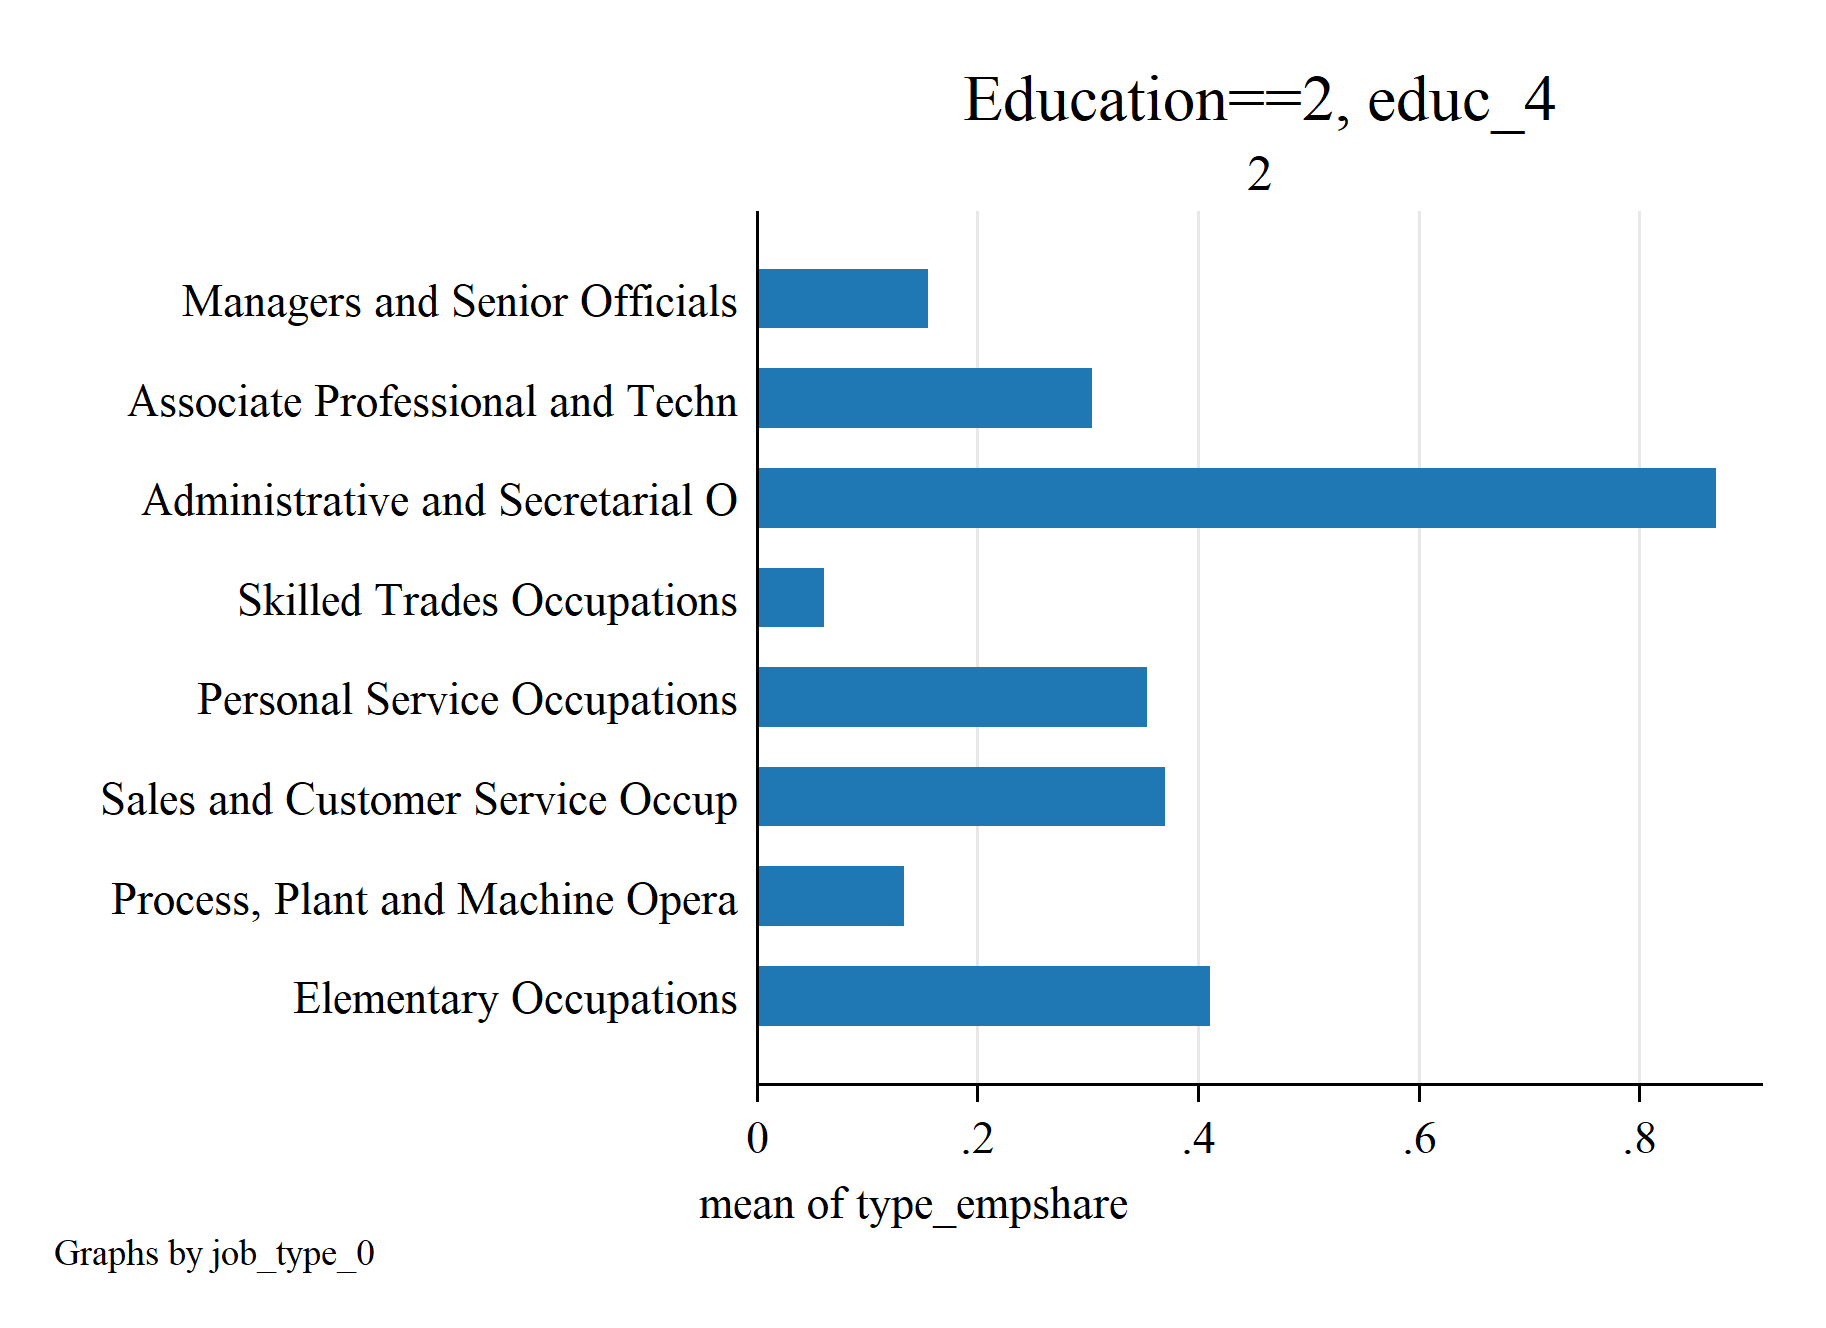 Education==2, educ_4
2
Managers and Senior Officials
Associate Professional and Techn
Administrative and Secretarial O
Skilled Trades Occupations
Personal Service Occupations
Sales and Customer Service Occup
Process, Plant and Machine Opera
Elementary Occupations
0 .2 .4 .6 .8
mean of type_empshare
Graphs by job_type_0